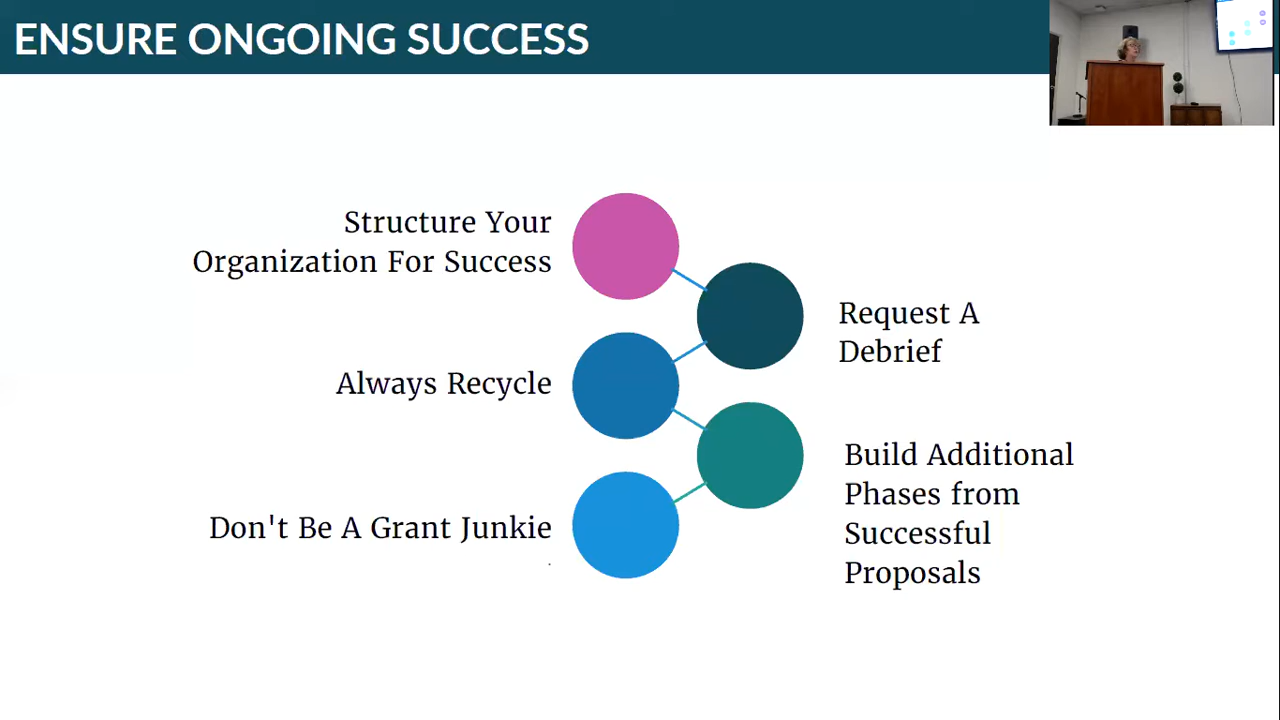 ENSURE ONGOING SUCCESS
Structure Your
Organization For Success
Request A
Debrief
Always Recycle
Build Additional
Phases from
Successful
Proposals
Don't Be A Grant Junkie
.